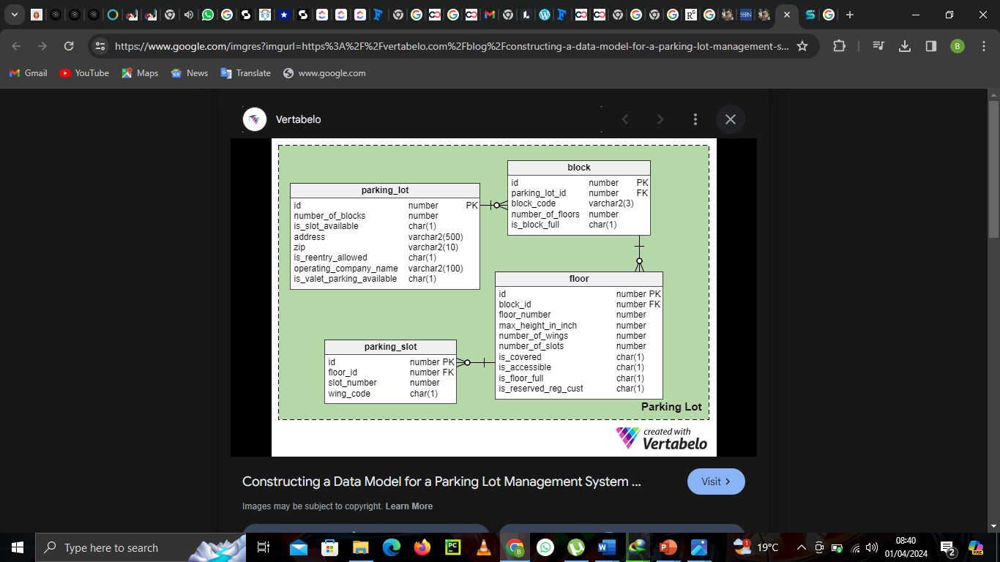 https://www.google.com/imgres?imgurl=https%3A%2F%2Fvertabelo.com%2Fblog%2Fconstructing-a-data-model-for-a-parking-lot-management-s...
B
Gmail YouTube Maps News Translate www.google.com
Vertabelo
parking_lot
id number PK
number_of_blocks number
is_slot_available char(1)
address varchar2(500)
zip varchar2(10)
is_reentry_allowed char(1)
operating_company_name varchar2(100)
is_valet_parking_available char(1)
block
id number PK
parking_lot_id number FK
block_code varchar2(3)
number_of_floors number
is_block_full char(1)
floor
id number PK
block_id number FK
floor_number number
max_height_in_inch number
number_of_wings number
number_of_slots number
is_covered char(1)
is_accessible char(1)
is_floor_full char(1)
is_reserved_reg_cust char(1)
parking_slot
id number PK
floor_id number FK
slot_number number
wing_code char(1)
Parking Lot
created with
Vertabelo
Constructing a Data Model for a Parking Lot Management System ...
Visit
Images may be subject to copyright. Learn More
Type here to search
19°C
08:40
01/04/2024
2